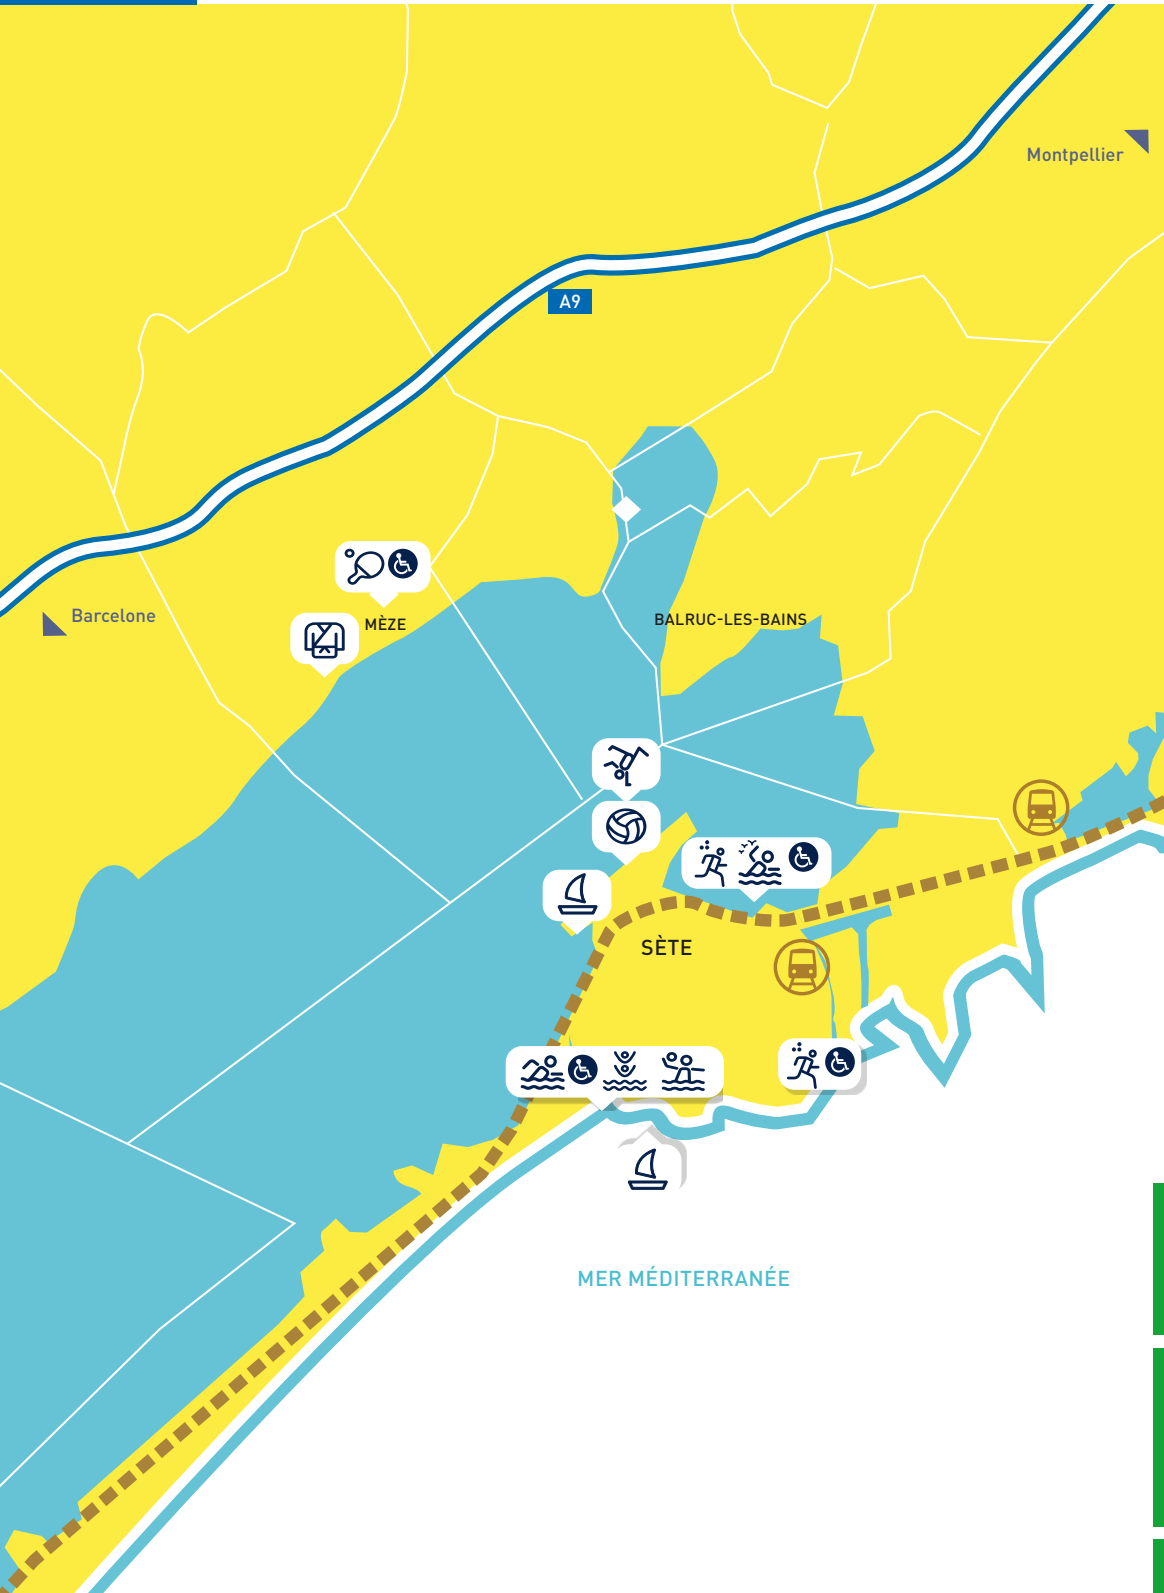 Montpellier
A9
Barcelone
MÈZE
BALRUC-LES-BAINS
SÈTE
MER MÉDITERRANÉE